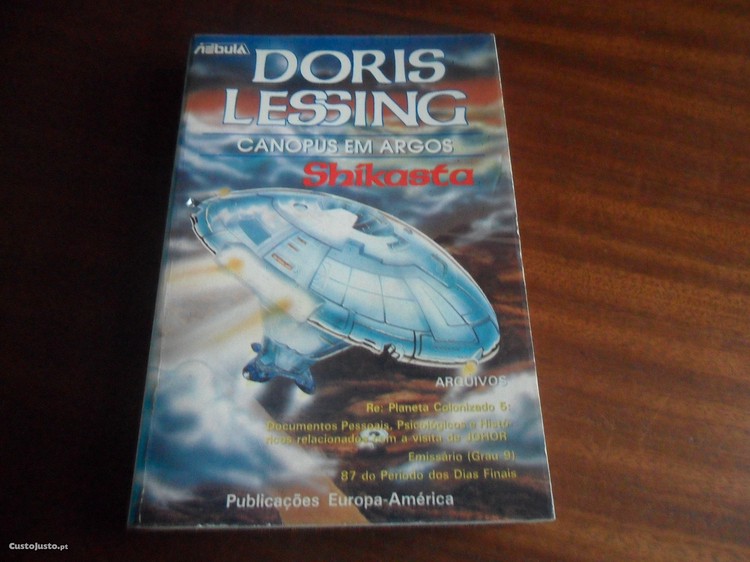 nebula
DORIS
LESSING
CANOPUS EM ARGOS
Shikasta
ARQUIVOS
Re: Planeta Colonizado 5:
Documentos Pessoais, Psicológicos e Histó-
ricos relacionados com a visita de JOHOR
Emissário (Grau 9)
87 do Período dos Dias Finais
Publicações Europa-América
CustoJusto.pt